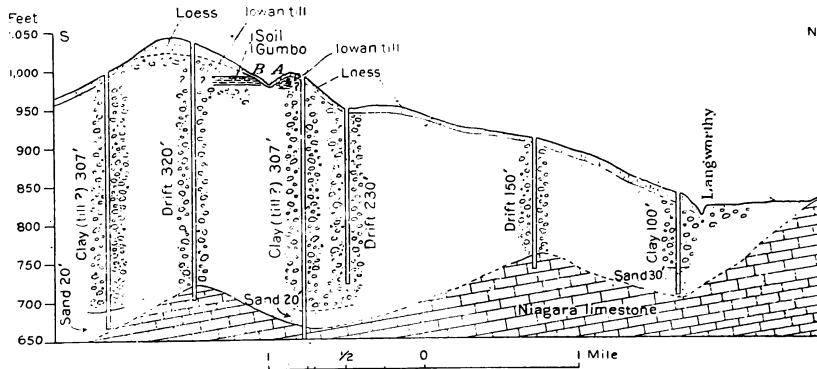 Feet
1,050
S
Loess
Iowan till
Soil
Gumbo
B A
Iowan till
Loess
N
1,000
950
900
850
800
750
700
650
Clay (till ?) 307'
Sand 20'
Drift 320'
Clay (till ?) 307'
Sand 20'
Drift 230'
Drift 150'
Clay 100'
Sand 30'
Langworthy
Niagara limestone
1 ½ 0 1 Mile